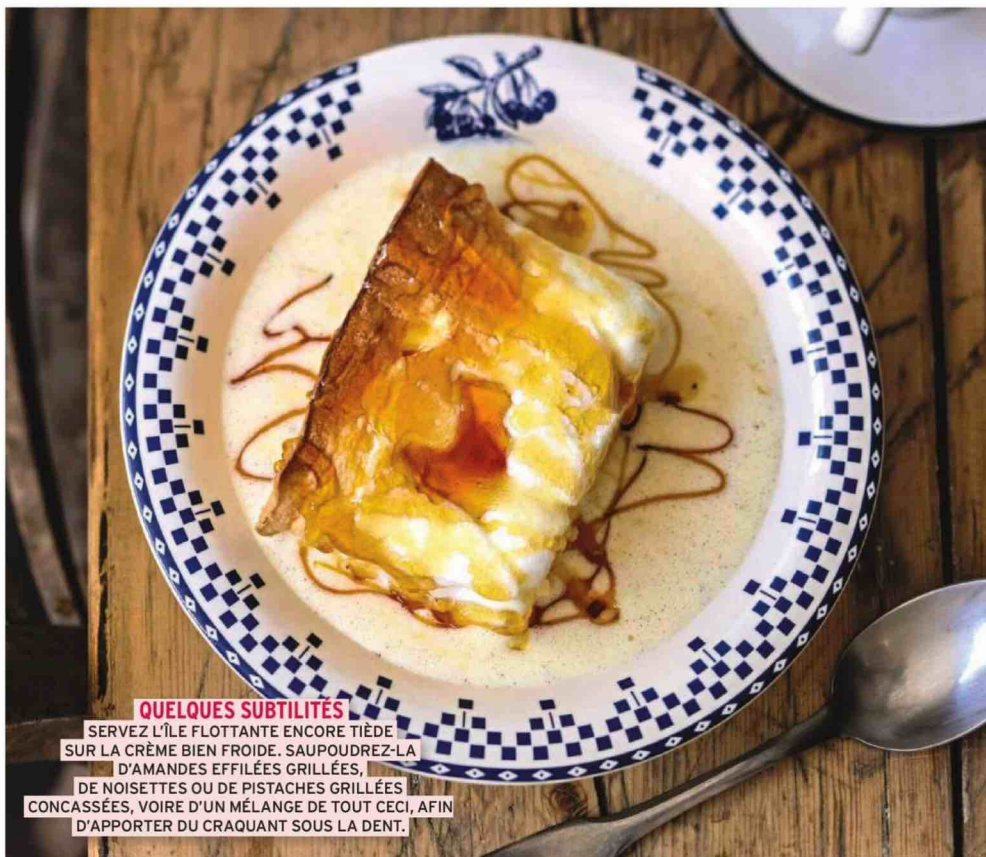 QUELQUES SUBTILITÉS
SERVEZ L'ÎLE FLOTTANTE ENCORE TIÈDE
SUR LA CRÈME BIEN FROIDE. SAUPOUDREZ-LA
D'AMANDES EFFILÉES GRILLÉES,
DE NOISETTES OU DE PISTACHES GRILLÉES
CONCASSÉES, VOIRE D'UN MÉLANGE DE TOUT CECI, AFIN
D'APPORTER DU CRAQUANT SOUS LA DENT.